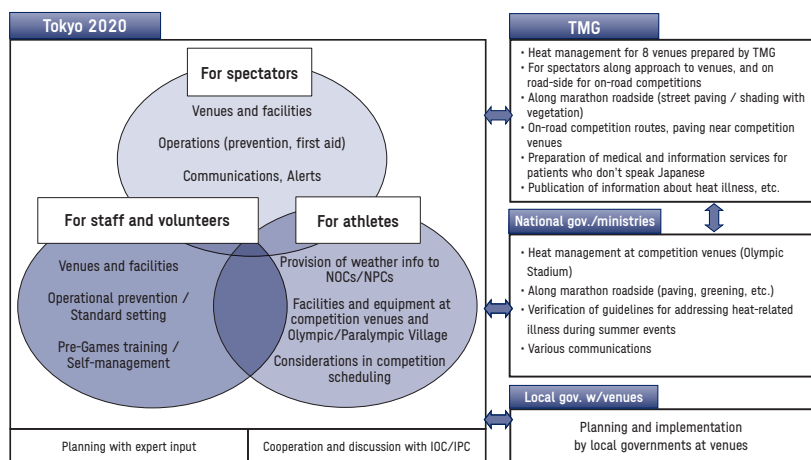 Tokyo 2020
For spectators
Venues and facilities
Operations (prevention, first aid)
Communications, Alerts
For staff and volunteers
Venues and facilities
Operational prevention /
Standard setting
Pre-Games training /
Self-management
For athletes
Provision of weather info to
NOCs/NPCs
Facilities and equipment at
competition venues and
Olympic/Paralympic Village
Considerations in competition
scheduling
Planning with expert input
Cooperation and discussion with IOC/IPC
TMG
・Heat management for 8 venues prepared by TMG
・For spectators along approach to venues, and on
road-side for on-road competitions
・Along marathon roadside (street paving / shading with
vegetation)
・On-road competition routes, paving near competition
venues
・Preparation of medical and information services for
patients who don't speak Japanese
・Publication of information about heat illness, etc.
National gov./ministries
・Heat management at competition venues (Olympic
Stadium)
・Along marathon roadside (paving, greening, etc.)
・Verification of guidelines for addressing heat-related
illness during summer events
・Various communications
Local gov. w/venues
Planning and implementation
by local governments at venues